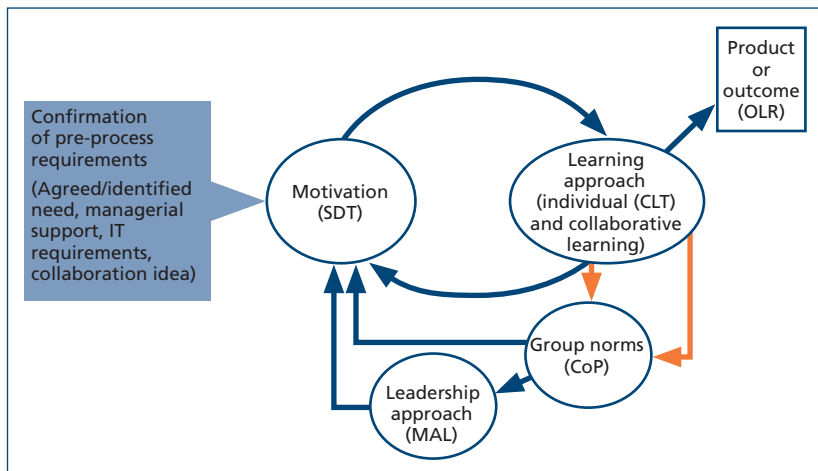 Confirmation
of pre-process
requirements
(Agreed/identified
need, managerial
support, IT
requirements,
collaboration idea)
Motivation
(SDT)
Learning
approach
(individual (CLT)
and collaborative
learning)
Product
or
outcome
(OLR)
Group norms
(CoP)
Leadership
approach
(MAL)